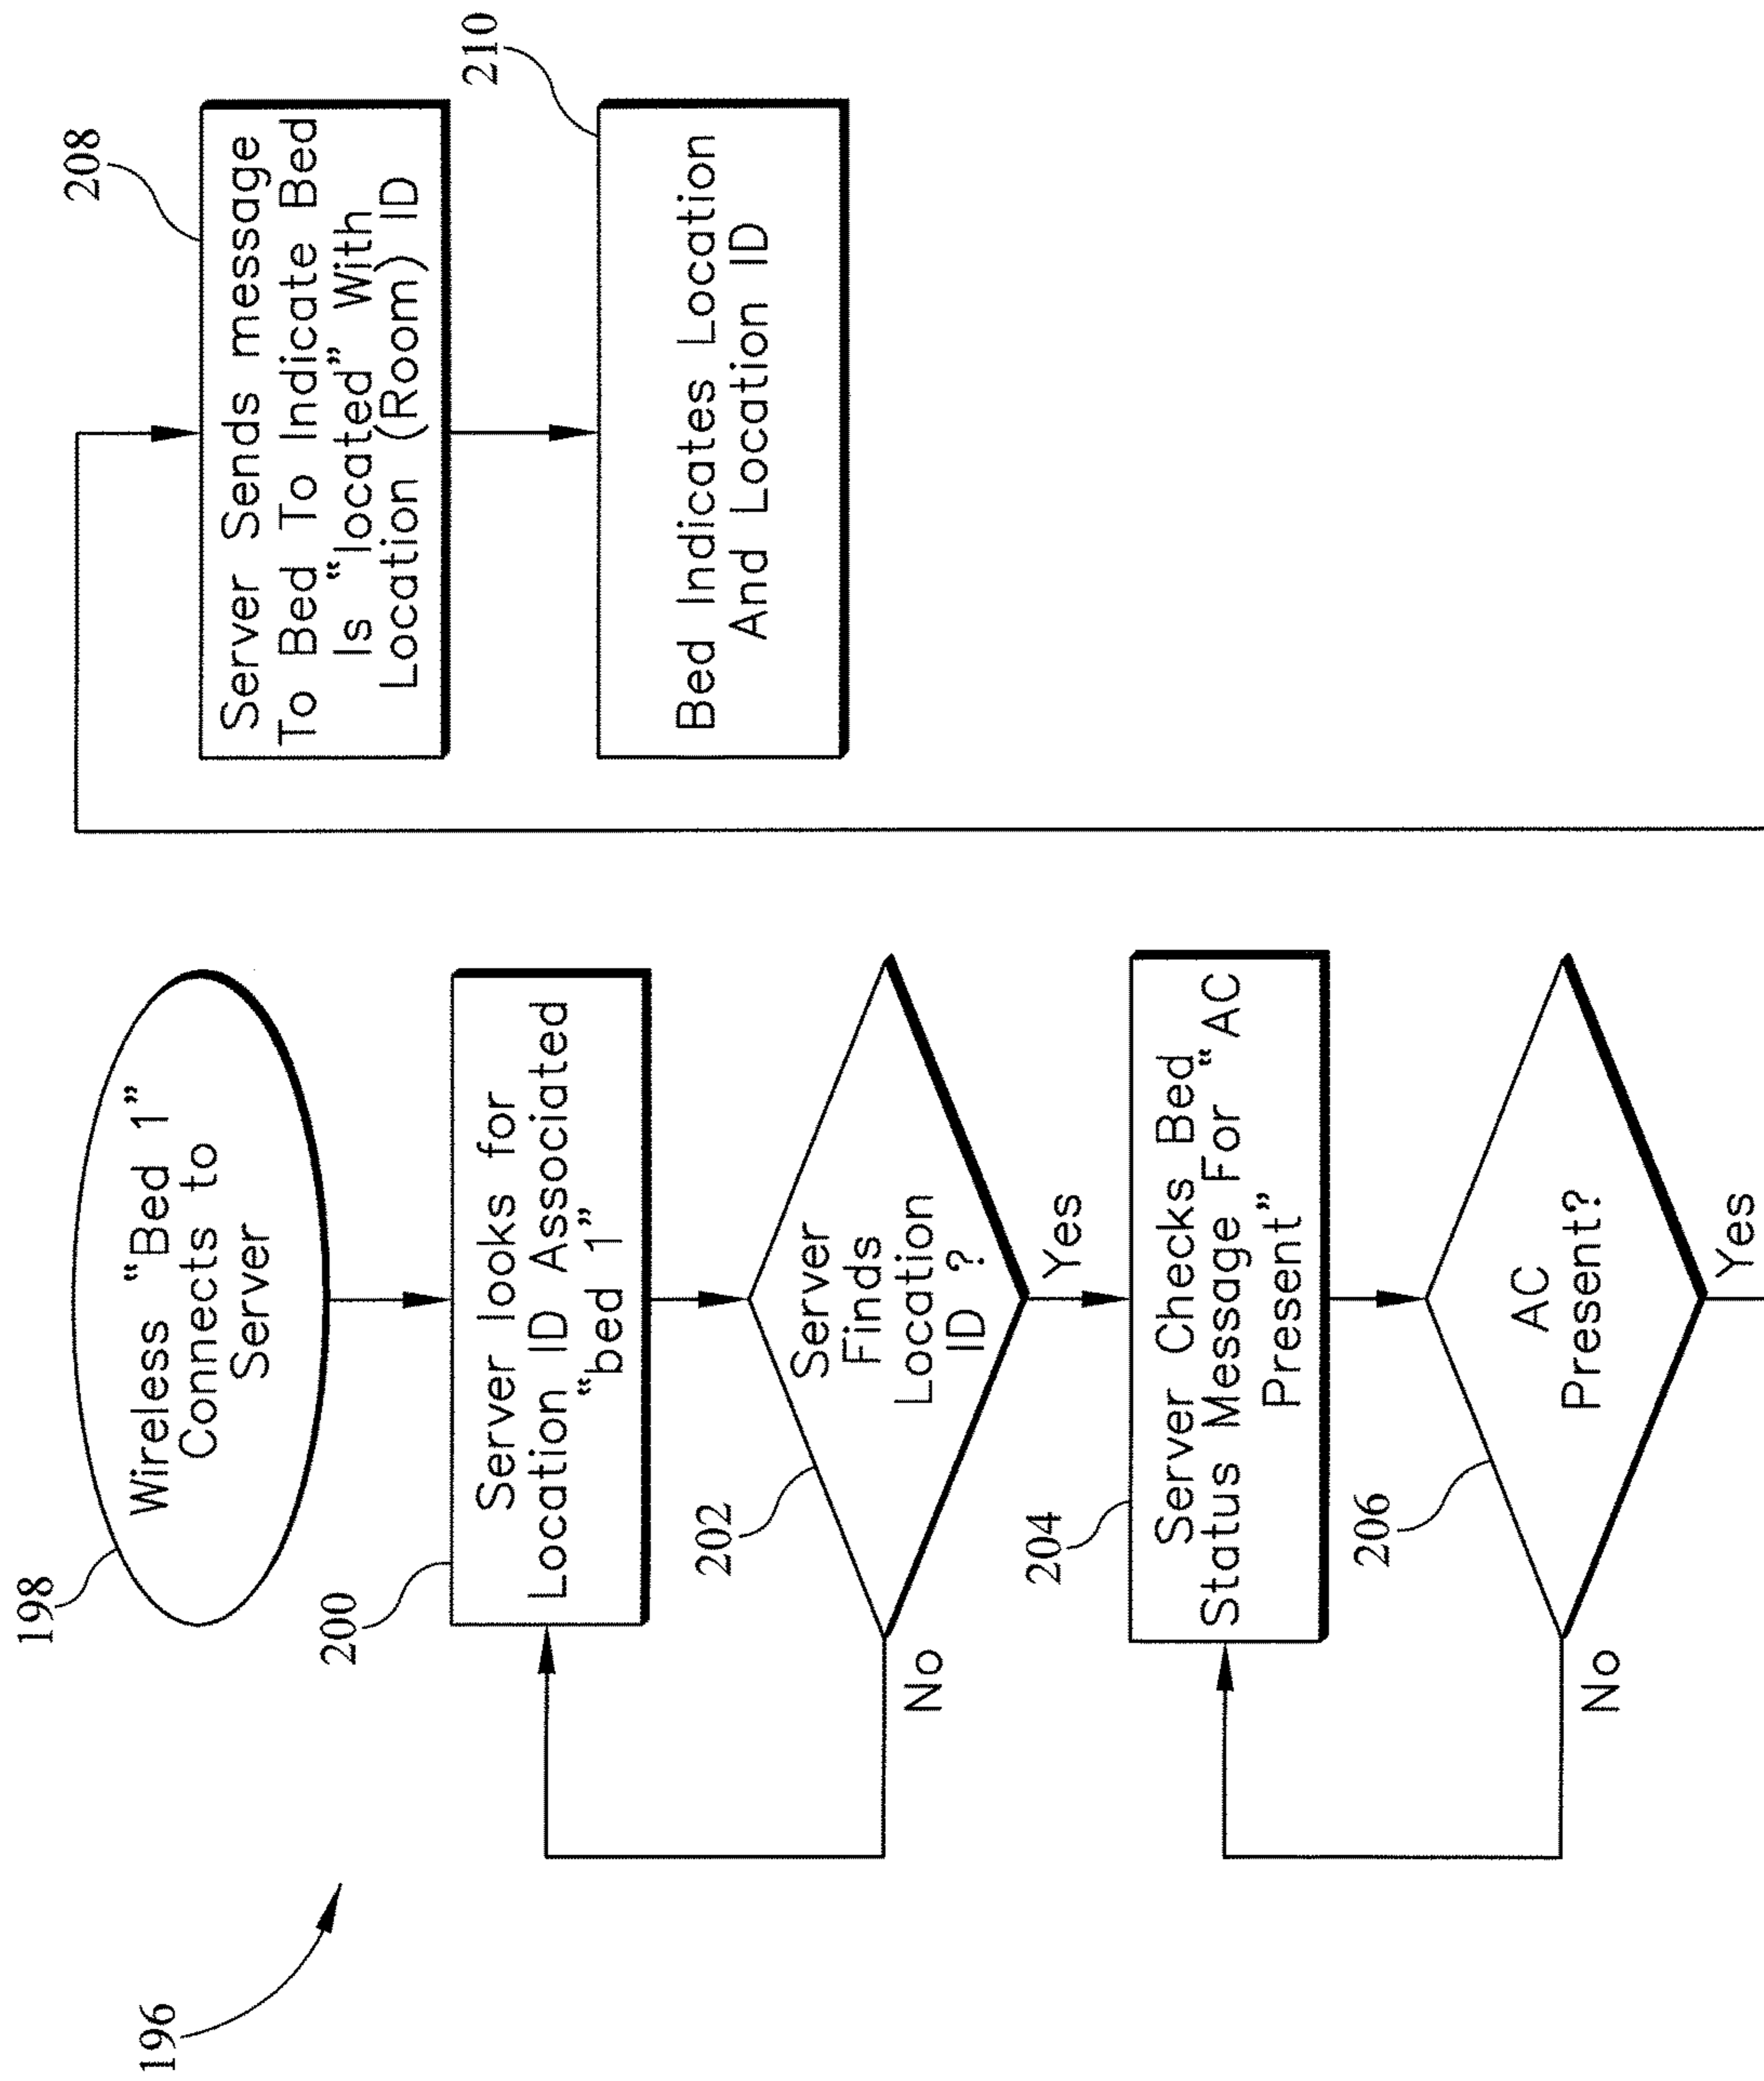 196
198
Wireless “Bed 1”
Connects to
Server
200
Server looks for
Location ID Associated
“bed 1”
202
Server
Finds
Location
ID ?
No
Yes
204
Server Checks Bed
Status Message For “AC
Present”
206
AC
Present?
No
Yes
208
Server Sends message
To Bed To Indicate Bed
Is “located” With
Location (Room) ID
210
Bed Indicates Location
And Location ID